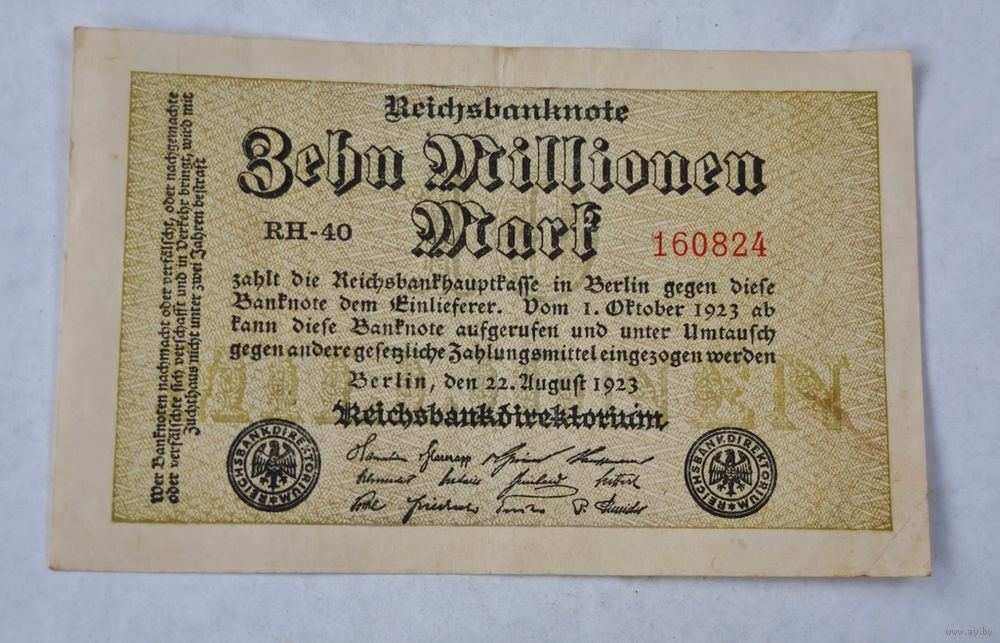 Reichsbanknote
Zehn Millionen
Mark
RH-40
160824
zahlt die Reichsbankhauptkasse in Berlin gegen diese
Banknote dem Einlieferer. Vom 1. Oktober 1923 ab
kann diese Banknote aufgerufen und unter Umtausch
gegen andere gesetzliche Zahlungsmittel eingezogen werden
Berlin, den 22. August 1923
Reichsbankdirektorium
REICHSBANKDIREKTORIUM
REICHSBANKDIREKTORIUM
Wer Banknoten nachmacht oder verfälscht, oder nachgemachte
oder verfälschte sich verschafft und in Verkehr bringt, wird mit
Zuchthaus nicht unter zwei Jahren bestraft
www.ay.by